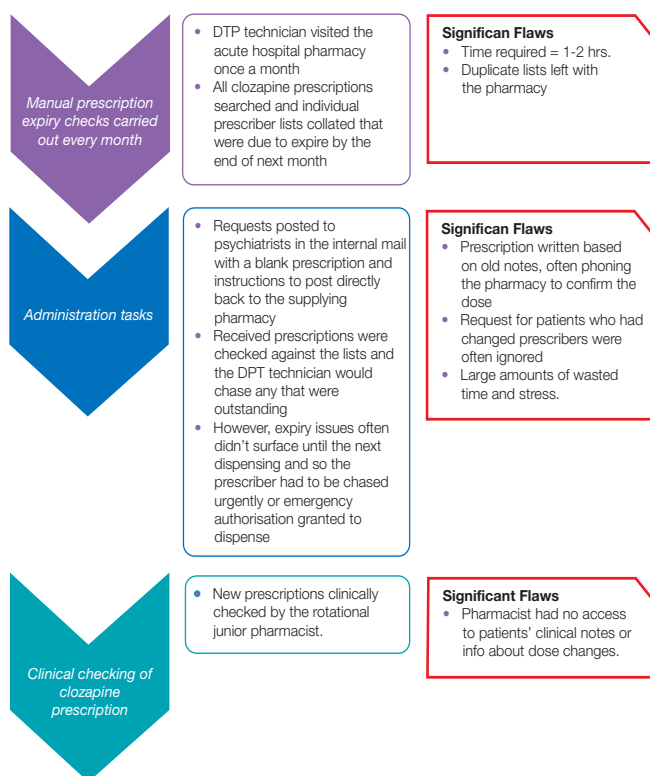 Manual prescription
expiry checks carried
out every month
• DTP technician visited the
acute hospital pharmacy
once a month
• All clozapine prescriptions
searched and individual
prescriber lists collated that
were due to expire by the
end of next month
Significan Flaws
• Time required = 1-2 hrs.
• Duplicate lists left with
the pharmacy
Administration tasks
• Requests posted to
psychiatrists in the internal mail
with a blank prescription and
instructions to post directly
back to the supplying
pharmacy
• Received prescriptions were
checked against the lists and
the DPT technician would
chase any that were
outstanding
• However, expiry issues often
didn't surface until the next
dispensing and so the
prescriber had to be chased
urgently or emergency
authorisation granted to
dispense
Significan Flaws
• Prescription written based
on old notes, often phoning
the pharmacy to confirm the
dose
• Request for patients who had
changed prescribers were
often ignored
• Large amounts of wasted
time and stress.
Clinical checking of
clozapine
prescription
• New prescriptions clinically
checked by the rotational
junior pharmacist.
Significant Flaws
• Pharmacist had no access
to patients' clinical notes or
info about dose changes.